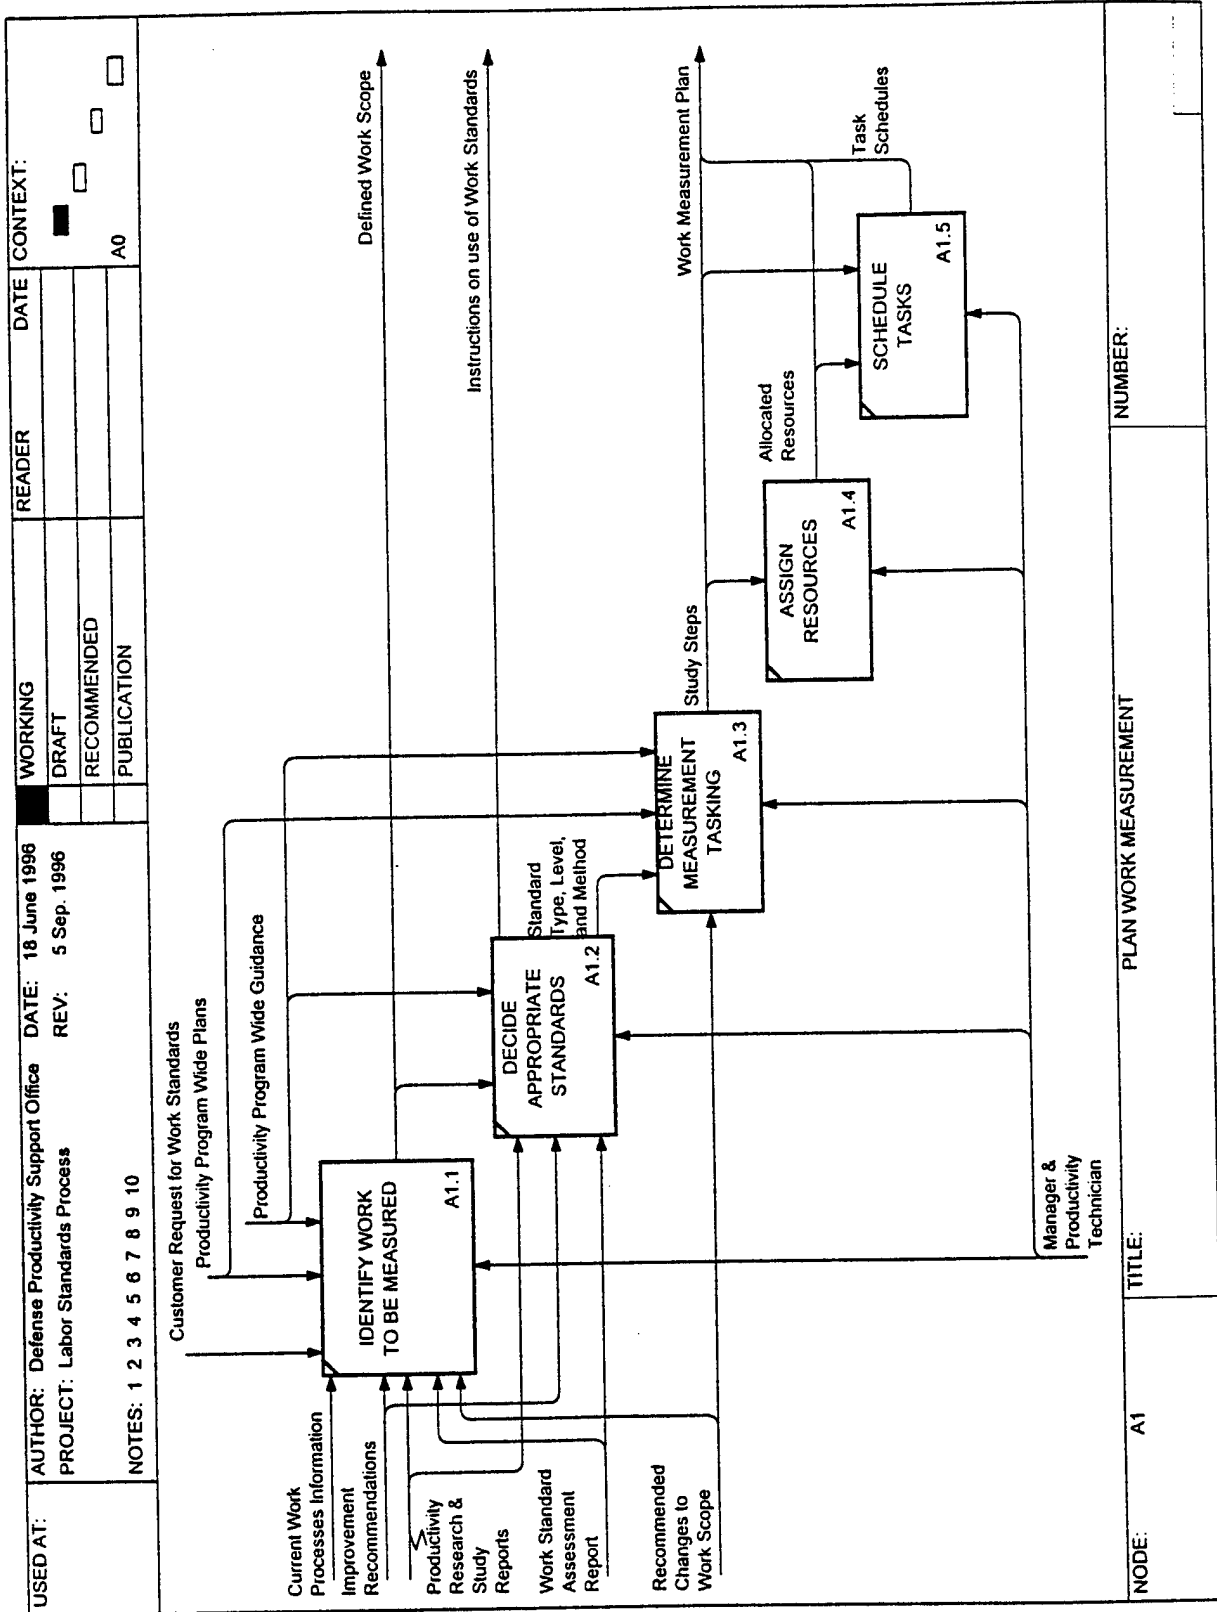 USED AT:
AUTHOR: Defense Productivity Support Office
DATE: 18 June 1996
PROJECT: Labor Standards Process
REV: 5 Sep. 1996
NOTES: 1 2 3 4 5 6 7 8 9 10
WORKING
DRAFT
RECOMMENDED
PUBLICATION
READER
DATE
CONTEXT:
A0
Customer Request for Work Standards
Productivity Program Wide Plans
Productivity Program Wide Guidance
Defined Work Scope
Instructions on use of Work Standards
Current Work
Processes Information
Improvement
Recommendations
Productivity
Research &
Study
Reports
Work Standard
Assessment
Report
Recommended
Changes to
Work Scope
IDENTIFY WORK
TO BE MEASURED
A1.1
DECIDE
APPROPRIATE
STANDARDS
A1.2
Standard
Type, Level,
and Method
DETERMINE
MEASUREMENT
TASKING
A1.3
Study Steps
ASSIGN
RESOURCES
A1.4
Allocated
Resources
SCHEDULE
TASKS
A1.5
Work Measurement Plan
Task
Schedules
Manager &
Productivity
Technician
NODE:
A1
TITLE:
PLAN WORK MEASUREMENT
NUMBER: